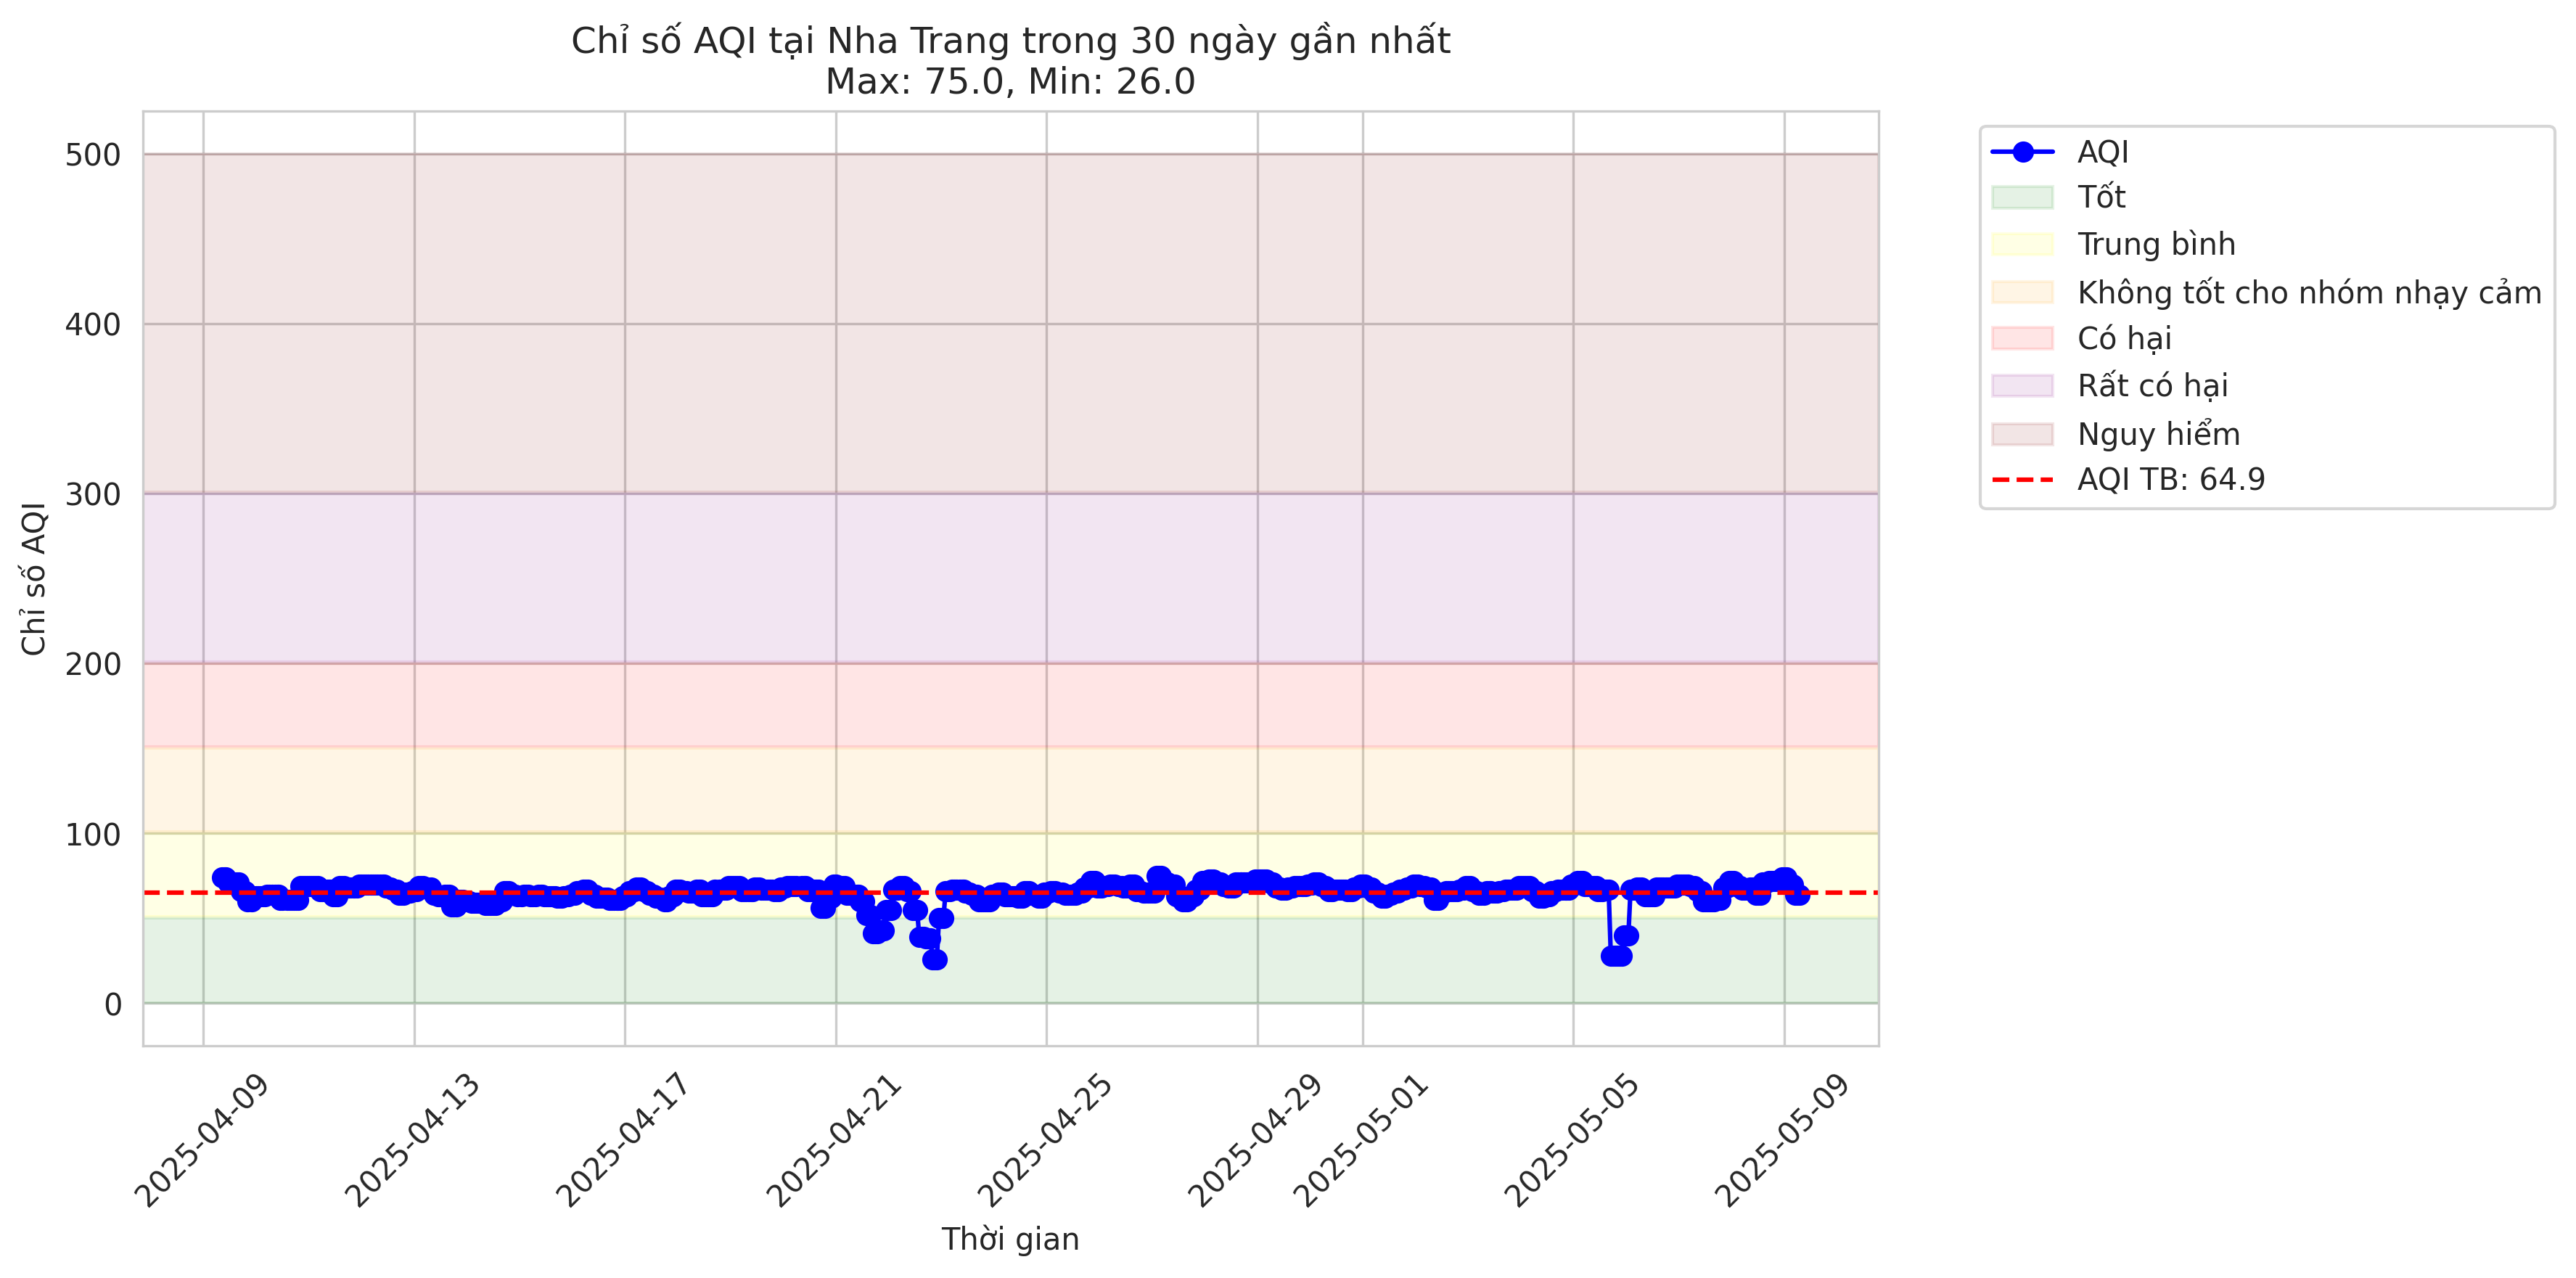 Chỉ số AQI tại Nha Trang trong 30 ngày gần nhất
Max: 75.0, Min: 26.0
Chỉ số AQI
500
400
300
200
100
0
2025-04-09
2025-04-13
2025-04-17
2025-04-21
2025-04-25
2025-04-29
2025-05-01
2025-05-05
2025-05-09
Thời gian
AQI
Tốt
Trung bình
Không tốt cho nhóm nhạy cảm
Có hại
Rất có hại
Nguy hiểm
AQI TB: 64.9